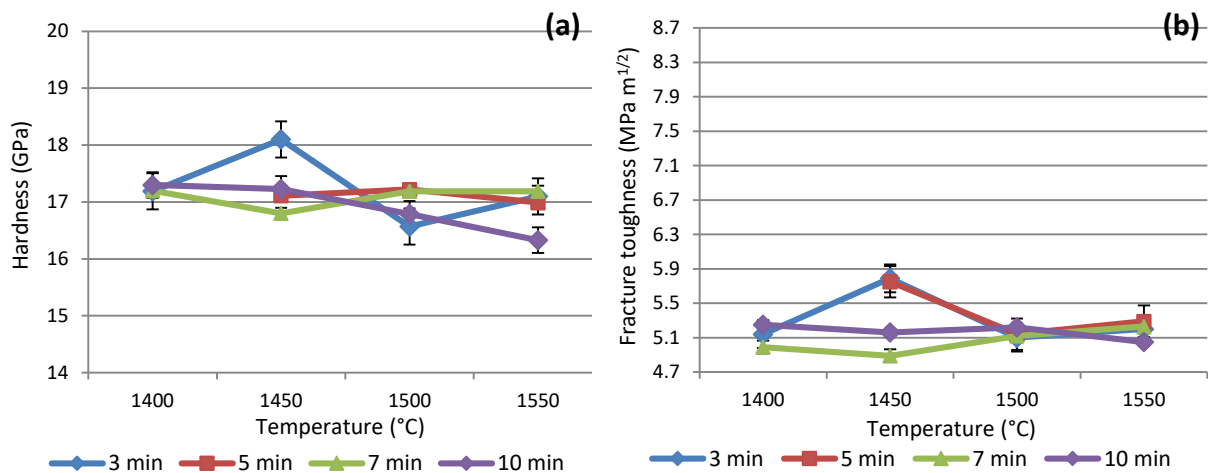 (a)
20
19
18
17
16
15
14
Hardness (GPa)
1400 1450 1500 1550
Temperature (°C)
3 min 5 min 7 min 10 min
(b)
8.7
8.3
7.9
7.5
7.1
6.7
6.3
5.9
5.5
5.1
4.7
Fracture toughness (MPa m1/2)
1400 1450 1500 1550
Temperature (°C)
3 min 5 min 7 min 10 min